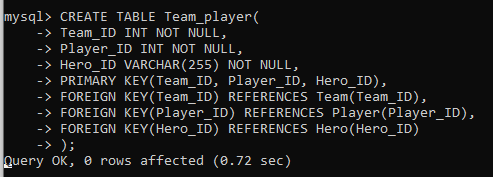 mysql> CREATE TABLE Team_player(
    -> Team_ID INT NOT NULL,
    -> Player_ID INT NOT NULL,
    -> Hero_ID VARCHAR(255) NOT NULL,
    -> PRIMARY KEY(Team_ID, Player_ID, Hero_ID),
    -> FOREIGN KEY(Team_ID) REFERENCES Team(Team_ID),
    -> FOREIGN KEY(Player_ID) REFERENCES Player(Player_ID),
    -> FOREIGN KEY(Hero_ID) REFERENCES Hero(Hero_ID)
    -> );
Query OK, 0 rows affected (0.72 sec)